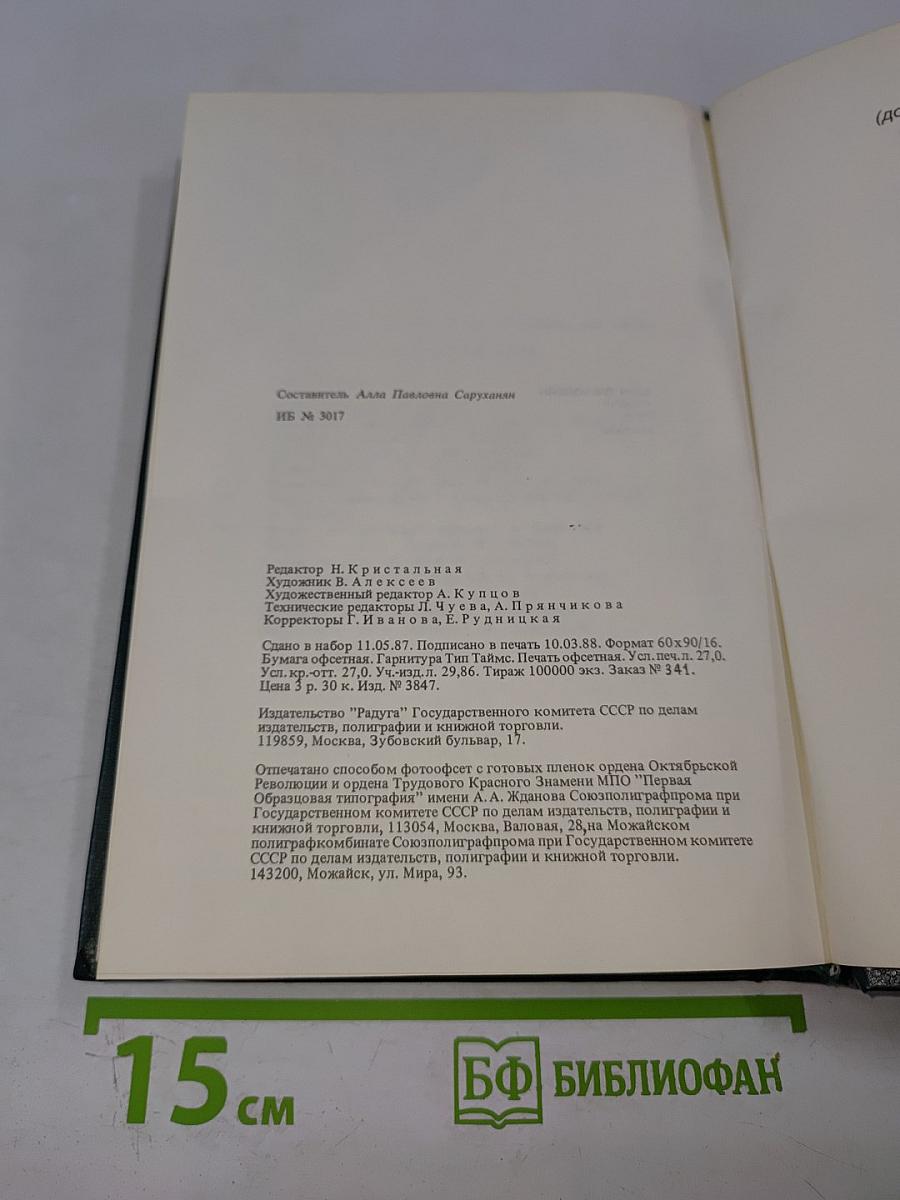 (до
Составитель Алла Павловна Саруханян
ИБ № 3017
Редактор Н. Кристальная
Художник В. Алексеев
Художественный редактор А. Купцов
Технические редакторы Л. Чуева, А. Прянчикова
Корректоры Г. Иванова, Е. Рудницкая
Сдано в набор 11.05.87. Подписано в печать 10.03.88. Формат 60x90/16.
Бумага офсетная. Гарнитура Тип Таймс. Печать офсетная. Усл. печ. л. 27,0.
Усл. кр.-отт. 27,0. Уч.-изд. л. 29,86. Тираж 100000 экз. Заказ № 341.
Цена 3 р. 30 к. Изд. № 3847.
Издательство "Радуга" Государственного комитета СССР по делам
издательств, полиграфии и книжной торговли.
119859, Москва, Зубовский бульвар, 17.
Отпечатано способом фотоофсет с готовых пленок ордена Октябрьской
Революции и ордена Трудового Красного Знамени МПО "Первая
Образцовая типография" имени А. А. Жданова Союзполиграфпрома при
Государственном комитете СССР по делам издательств, полиграфии и
книжной торговли, 113054, Москва, Валовая, 28, на Можайском
полиграфкомбинате Союзполиграфпрома при Государственном комитете
СССР по делам издательств, полиграфии и книжной торговли.
143200, Можайск, ул. Мира, 93.
15 см
БФ БИБЛИОФАН